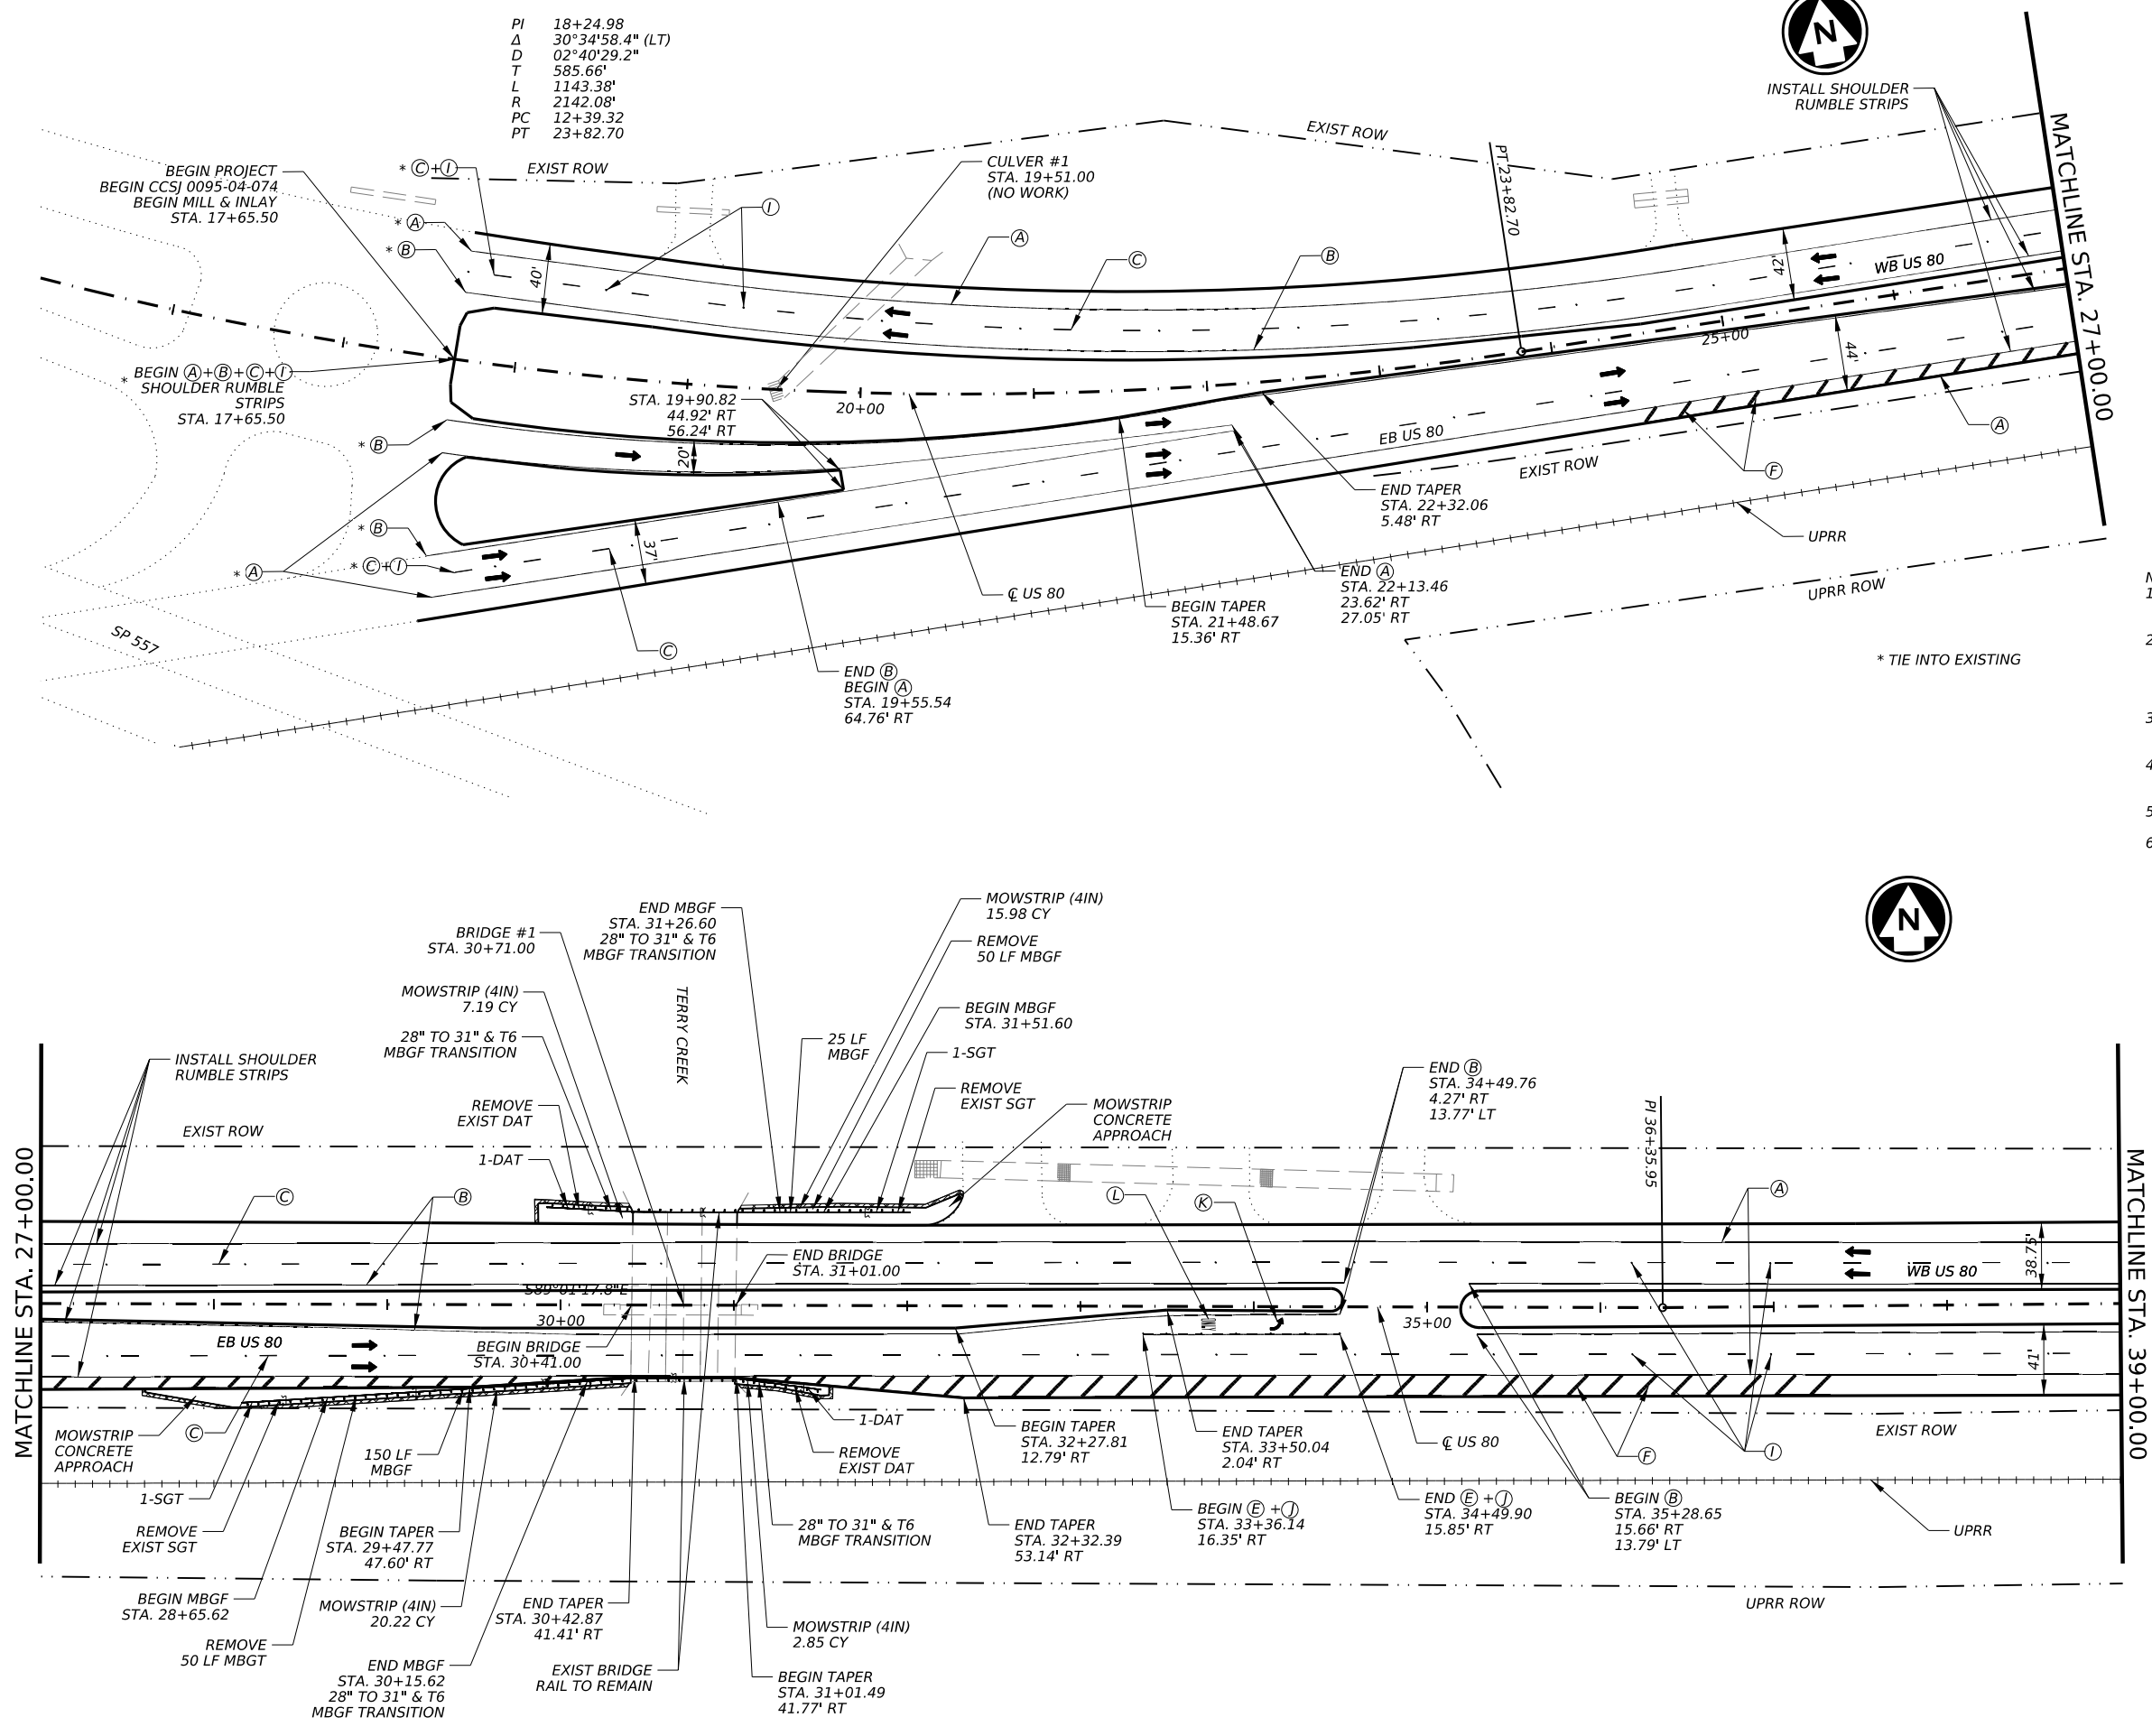 PI 18+24.98
Δ 30°34'58.4" (LT)
D 02°40'29.2"
T 585.66'
L 1143.38'
R 2142.08'
PC 12+39.32
PT 23+82.70
N
INSTALL SHOULDER
RUMBLE STRIPS
MATCHLINE STA. 27+00.00
BEGIN PROJECT
BEGIN CCSJ 0095-04-074
BEGIN MILL & INLAY
STA. 17+65.50
* C+I
EXIST ROW
* A
* B
40'
I
CULVER #1
STA. 19+51.00
(NO WORK)
A
C
B
EXIST ROW
PT 23+82.70
42'
WB US 80
BEGIN A+B+C+I
* SHOULDER RUMBLE
STRIPS
STA. 17+65.50
STA. 19+90.82
44.92' RT
56.24' RT
20+00
25+00
44'
* B
20'
EB US 80
EXIST ROW
A
F
END TAPER
STA. 22+32.06
5.48' RT
UPRR
* B
* C+I
* A
37'
℄ US 80
END A
STA. 22+13.46
23.62' RT
27.05' RT
BEGIN TAPER
STA. 21+48.67
15.36' RT
UPRR ROW
SP 557
C
END B
BEGIN A
STA. 19+55.54
64.76' RT
* TIE INTO EXISTING
N
1
2
3
4
5
6
N
MOWSTRIP (4IN)
15.98 CY
END MBGF
STA. 31+26.60
28" TO 31" & T6
MBGF TRANSITION
BRIDGE #1
STA. 30+71.00
REMOVE
50 LF MBGF
MOWSTRIP (4IN)
7.19 CY
TERRY CREEK
BEGIN MBGF
STA. 31+51.60
28" TO 31" & T6
MBGF TRANSITION
25 LF
MBGF
1-SGT
INSTALL SHOULDER
RUMBLE STRIPS
REMOVE
EXIST SGT
END B
STA. 34+49.76
4.27' RT
13.77' LT
REMOVE
EXIST DAT
MOWSTRIP
CONCRETE
APPROACH
PI 36+35.95
EXIST ROW
1-DAT
MATCHLINE STA. 27+00.00
MATCHLINE STA. 39+00.00
C
B
L
K
A
END BRIDGE
STA. 31+01.00
38.75'
WB US 80
S89°01'17.8"E
30+00
35+00
EB US 80
BEGIN BRIDGE
STA. 30+41.00
41'
MOWSTRIP
CONCRETE
APPROACH
C
150 LF
MBGF
1-DAT
REMOVE
EXIST DAT
BEGIN TAPER
STA. 32+27.81
12.79' RT
END TAPER
STA. 33+50.04
2.04' RT
℄ US 80
F
I
EXIST ROW
1-SGT
REMOVE
EXIST SGT
BEGIN TAPER
STA. 29+47.77
47.60' RT
28" TO 31" & T6
MBGF TRANSITION
END TAPER
STA. 32+32.39
53.14' RT
BEGIN E +J
STA. 33+36.14
16.35' RT
END E +J
STA. 34+49.90
15.85' RT
BEGIN B
STA. 35+28.65
15.66' RT
13.79' LT
UPRR
BEGIN MBGF
STA. 28+65.62
MOWSTRIP (4IN)
20.22 CY
END TAPER
STA. 30+42.87
41.41' RT
UPRR ROW
REMOVE
50 LF MBGT
MOWSTRIP (4IN)
2.85 CY
END MBGF
STA. 30+15.62
28" TO 31" & T6
MBGF TRANSITION
EXIST BRIDGE
RAIL TO REMAIN
BEGIN TAPER
STA. 31+01.49
41.77' RT